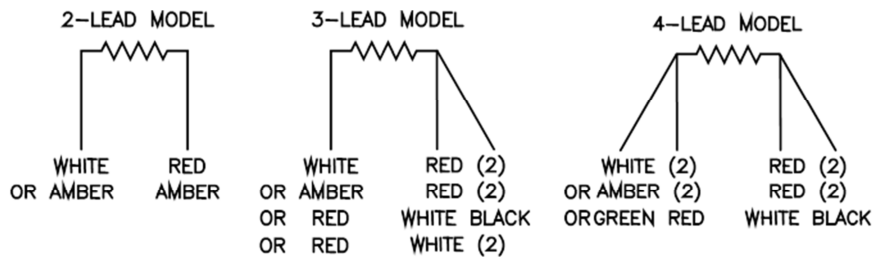 2-LEAD MODEL
WHITE RED
OR AMBER AMBER
3-LEAD MODEL
WHITE RED (2)
OR AMBER RED (2)
OR RED WHITE BLACK
OR RED WHITE (2)
4-LEAD MODEL
WHITE (2) RED (2)
OR AMBER (2) RED (2)
OR GREEN RED WHITE BLACK